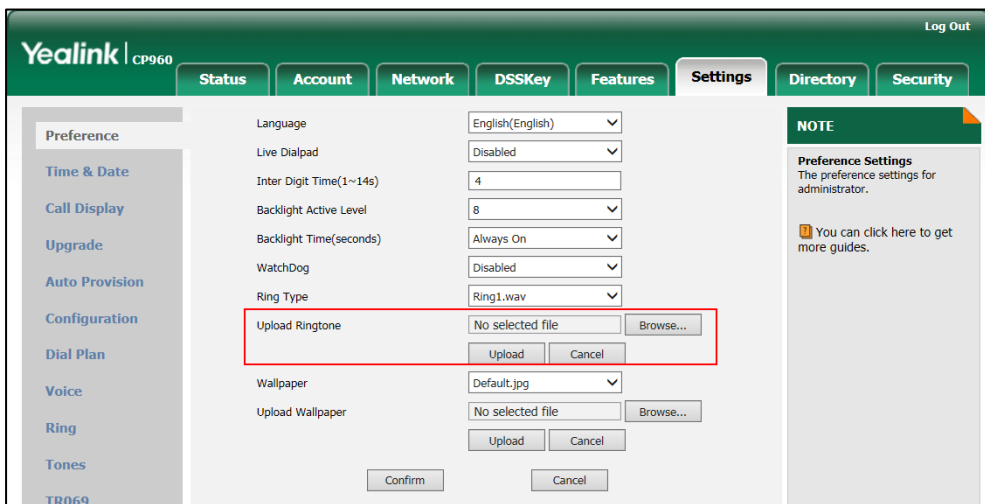 Log Out
Yealink CP960
Status Account Network DSSKey Features Settings Directory Security
Preference
Time & Date
Call Display
Upgrade
Auto Provision
Configuration
Dial Plan
Voice
Ring
Tones
TR069
Language English(English)
Live Dialpad Disabled
Inter Digit Time(1~14s) 4
Backlight Active Level 8
Backlight Time(seconds) Always On
WatchDog Disabled
Ring Type Ring1.wav
Upload Ringtone No selected file Browse...
Upload Cancel
Wallpaper Default.jpg
Upload Wallpaper No selected file Browse...
Upload Cancel
Confirm Cancel
NOTE
Preference Settings
The preference settings for
administrator.
You can click here to get
more guides.